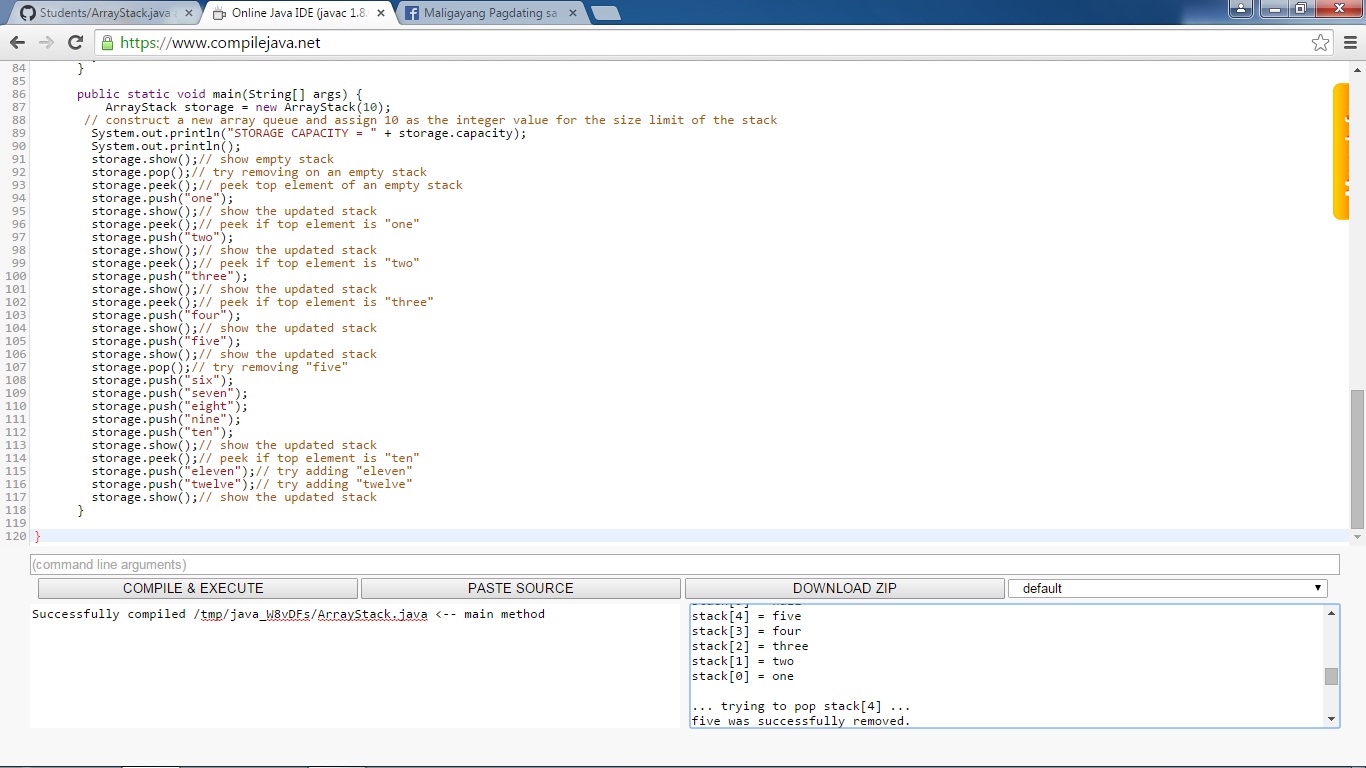 Students/ArrayStack.java a
Online Java IDE (javac 1.8.
Maligayang Pagdating sa
https://www.compilejava.net
84 }
85
86 public static void main(String[] args) {
87 ArrayStack storage = new ArrayStack(10);
88 // construct a new array queue and assign 10 as the integer value for the size limit of the stack
89 System.out.println("STORAGE CAPACITY = " + storage.capacity);
90 System.out.println();
91 storage.show();// show empty stack
92 storage.pop();// try removing on an empty stack
93 storage.peek();// peek top element of an empty stack
94 storage.push("one");
95 storage.show();// show the updated stack
96 storage.peek();// peek if top element is "one"
97 storage.push("two");
98 storage.show();// show the updated stack
99 storage.peek();// peek if top element is "two"
100 storage.push("three");
101 storage.show();// show the updated stack
102 storage.peek();// peek if top element is "three"
103 storage.push("four");
104 storage.show();// show the updated stack
105 storage.push("five");
106 storage.show();// show the updated stack
107 storage.pop();// try removing "five"
108 storage.push("six");
109 storage.push("seven");
110 storage.push("eight");
111 storage.push("nine");
112 storage.push("ten");
113 storage.show();// show the updated stack
114 storage.peek();// peek if top element is "ten"
115 storage.push("eleven");// try adding "eleven"
116 storage.push("twelve");// try adding "twelve"
117 storage.show();// show the updated stack
118 }
119
120 }
(command line arguments)
COMPILE & EXECUTE
PASTE SOURCE
DOWNLOAD ZIP
default
Successfully compiled /tmp/java_W8vDFs/ArrayStack.java <-- main method
stack[4] = five
stack[3] = four
stack[2] = three
stack[1] = two
stack[0] = one
... trying to pop stack[4] ...
five was successfully removed.